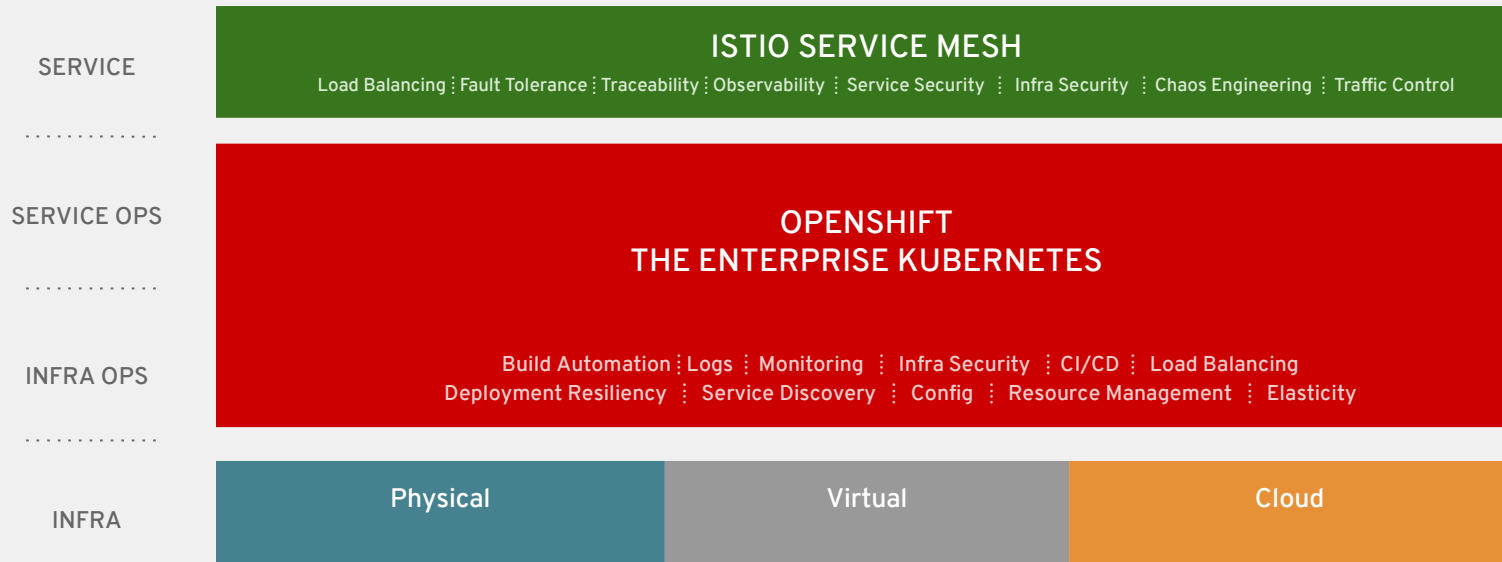 SERVICE
ISTIO SERVICE MESH
Load Balancing Fault Tolerance Traceability Observability Service Security Infra Security Chaos Engineering Traffic Control
SERVICE OPS
OPENSHIFT
THE ENTERPRISE KUBERNETES
INFRA OPS
Build Automation Logs Monitoring Infra Security CI/CD Load Balancing
Deployment Resiliency Service Discovery Config Resource Management Elasticity
INFRA
Physical
Virtual
Cloud